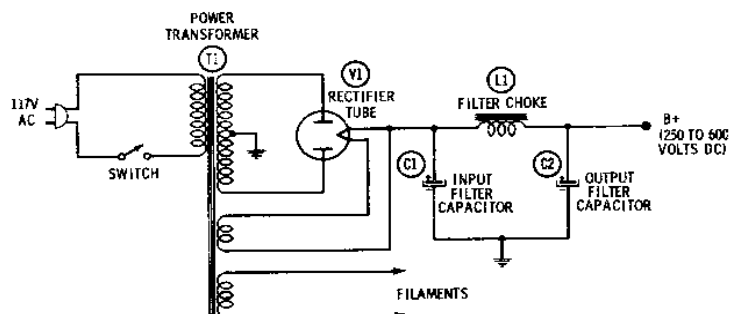 POWER
TRANSFORMER
T1
117V
AC
SWITCH
V1
RECTIFIER
TUBE
L1
FILTER CHOKE
B+
(250 TO 600
VOLTS DC)
C1
INPUT
FILTER
CAPACITOR
C2
OUTPUT
FILTER
CAPACITOR
FILAMENTS